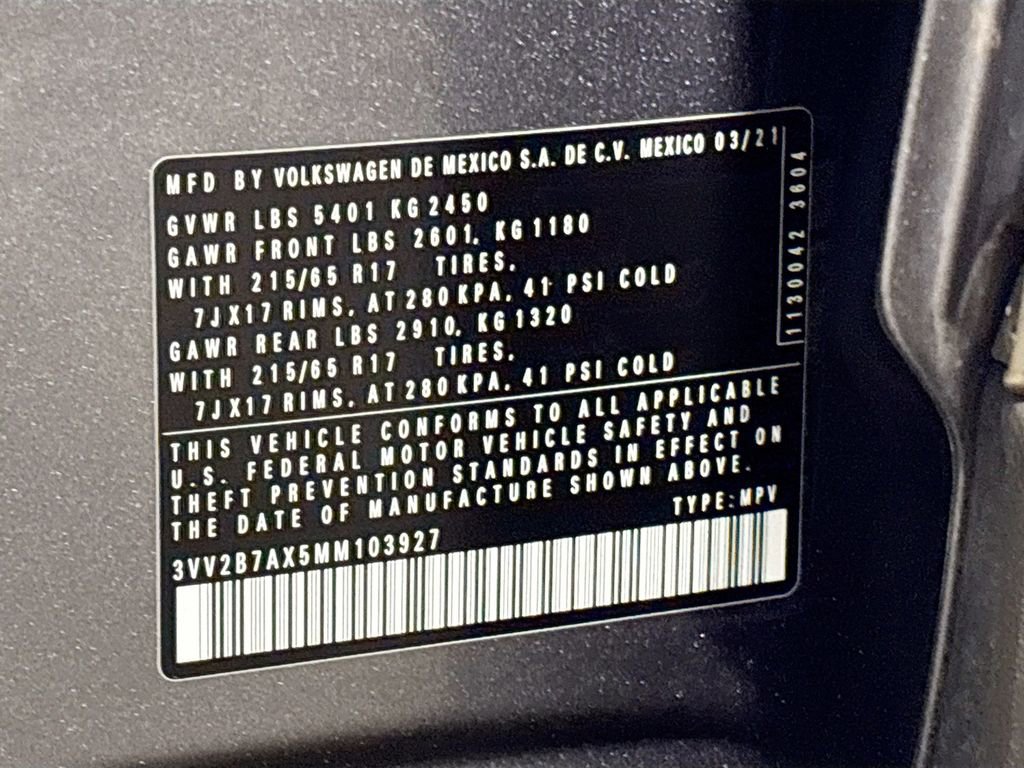 MFD BY VOLKSWAGEN DE MEXICO S.A. DE C.V. MEXICO 03/21
GVWR LBS 5401 KG 2450
GAWR FRONT LBS 2601, KG 1180
WITH 215/65 R17 TIRES,
7JX17 RIMS, AT 280 KPA, 41 PSI COLD
GAWR REAR LBS 2910, KG 1320
WITH 215/65 R17 TIRES,
7JX17 RIMS, AT 280 KPA, 41 PSI COLD
1130042 3604
THIS VEHICLE CONFORMS TO ALL APPLICABLE
U.S. FEDERAL MOTOR VEHICLE SAFETY AND
THEFT PREVENTION STANDARDS IN EFFECT ON
THE DATE OF MANUFACTURE SHOWN ABOVE.
3VV2B7AX5MM103927 TYPE: MPV